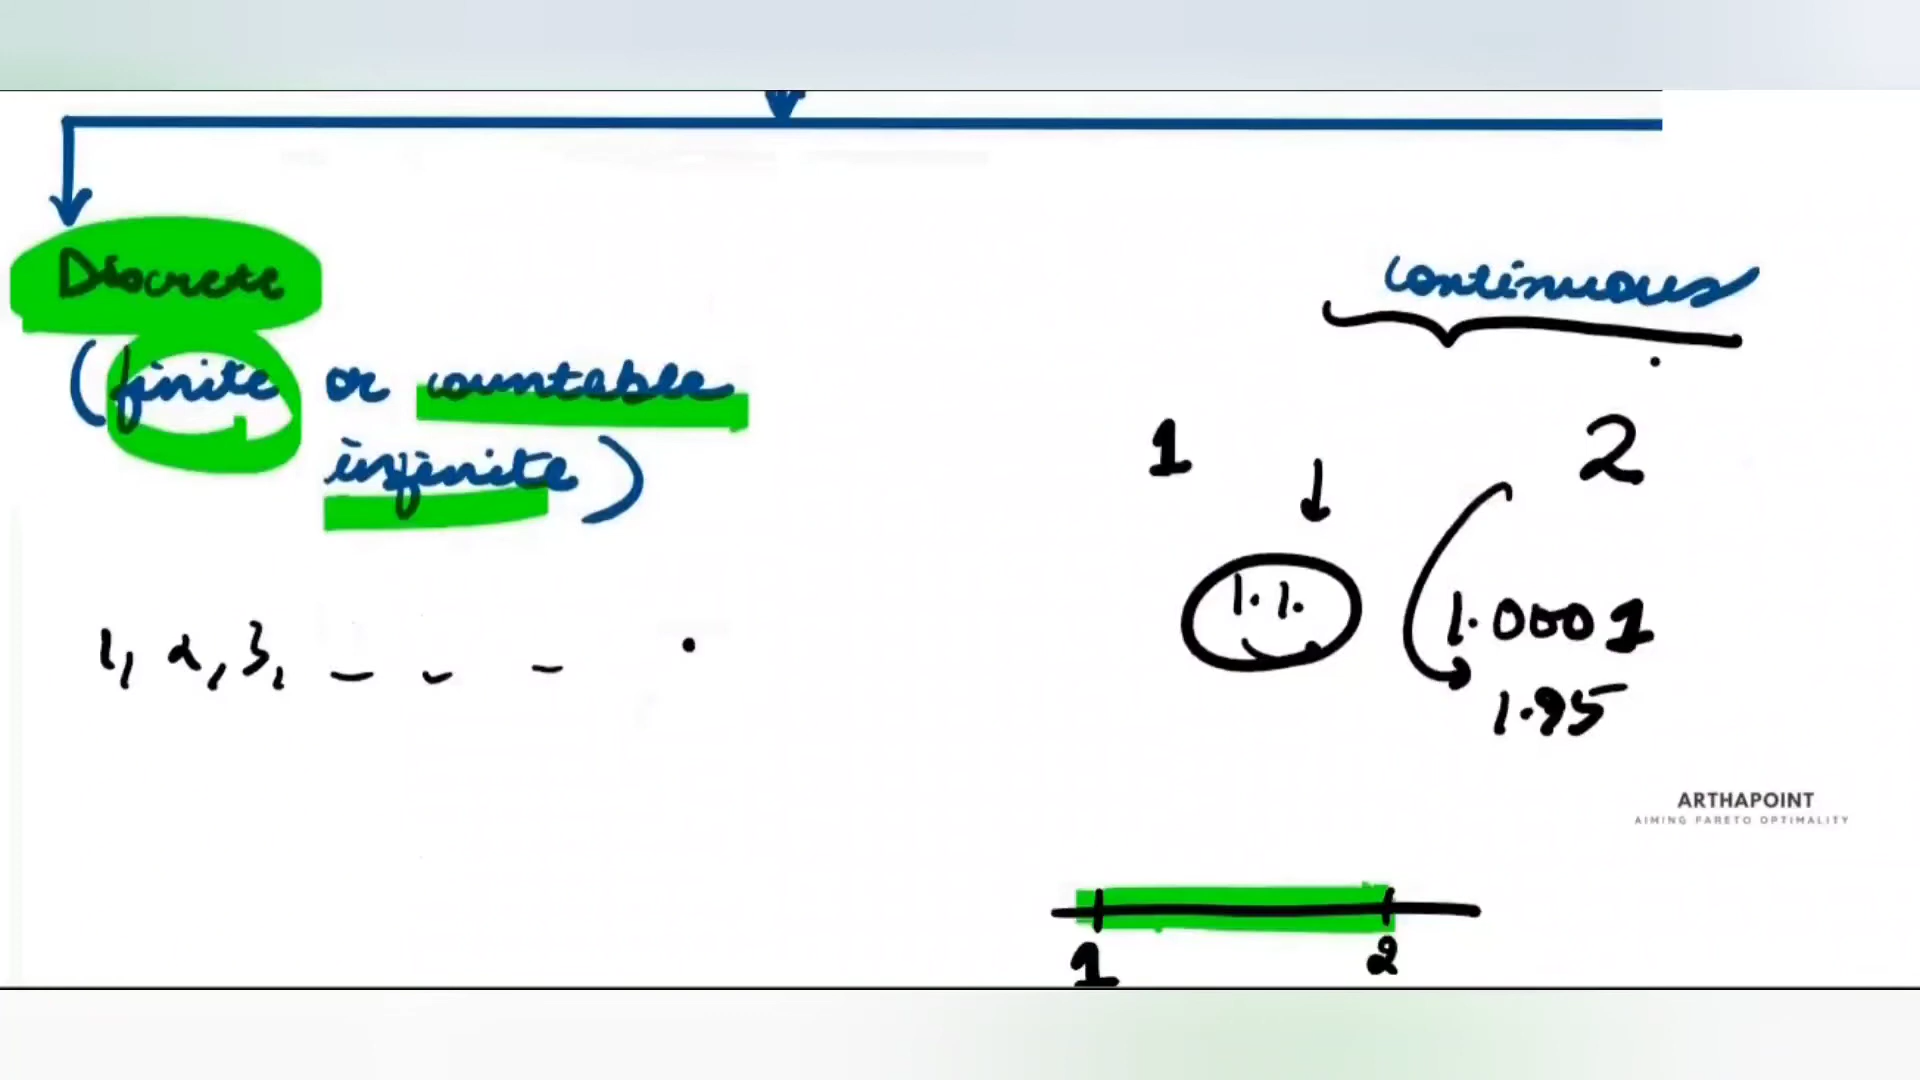 Discrete
(finite or countable
infinite)
1, 2, 3, _ _ _
continuous
1 2
1.1.
1.0001
1.95
ARTHAPOINT
AIMING PARETO OPTIMALITY
1 2